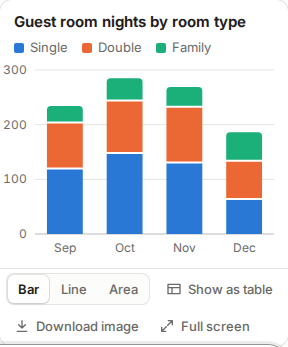 Guest room nights by room type
Single Double Family
300
200
100
0
Sep Oct Nov Dec
Bar Line Area Show as table
Download image Full screen